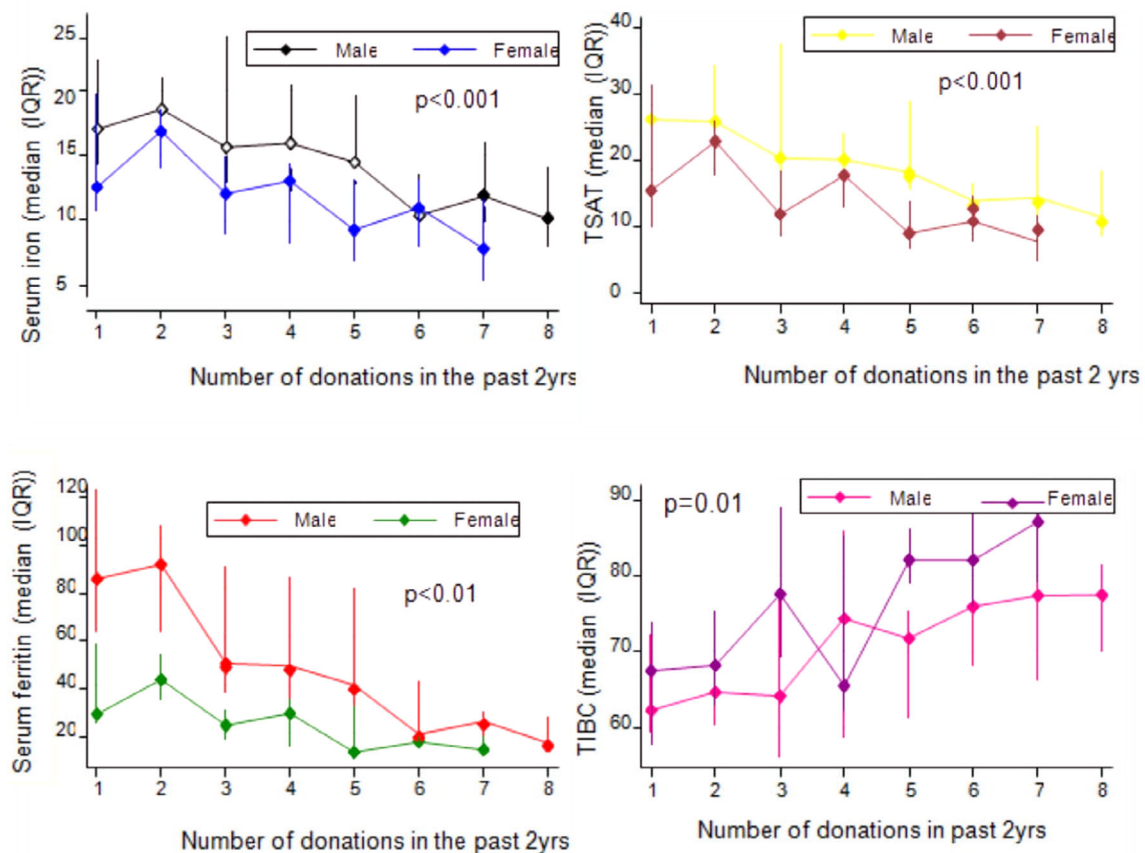 Serum iron (median (IQR))
25
20
15
10
5
Male Female
p<0.001
1 2 3 4 5 6 7 8
Number of donations in the past 2yrs
TSAT (median (IQR))
40
30
20
10
0
Male Female
p<0.001
1 2 3 4 5 6 7 8
Number of donations in the past 2 yrs
Serum ferritin (median (IQR))
120
100
80
60
40
20
Male Female
p<0.01
1 2 3 4 5 6 7 8
Number of donations in the past 2yrs
TIBC (median (IQR))
90
80
70
60
p=0.01
Male Female
1 2 3 4 5 6 7 8
Number of donations in past 2yrs